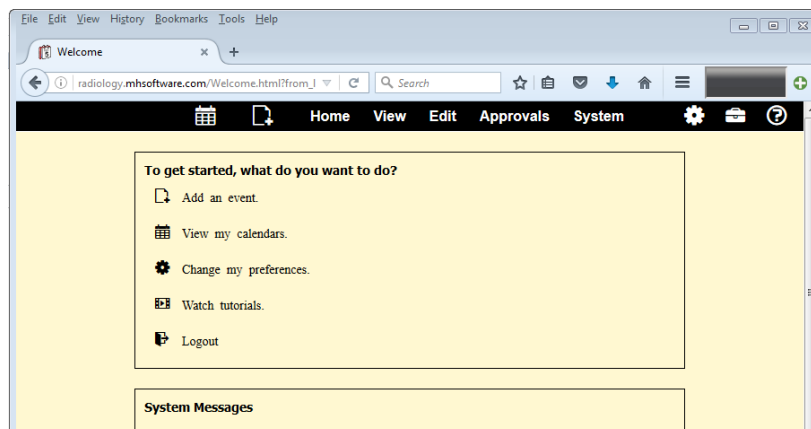 File Edit View History Bookmarks Tools Help
Welcome
radiology.mhsoftware.com/Welcome.html?from_l
Search
Home View Edit Approvals System
To get started, what do you want to do?
Add an event.
View my calendars.
Change my preferences.
Watch tutorials.
Logout
System Messages